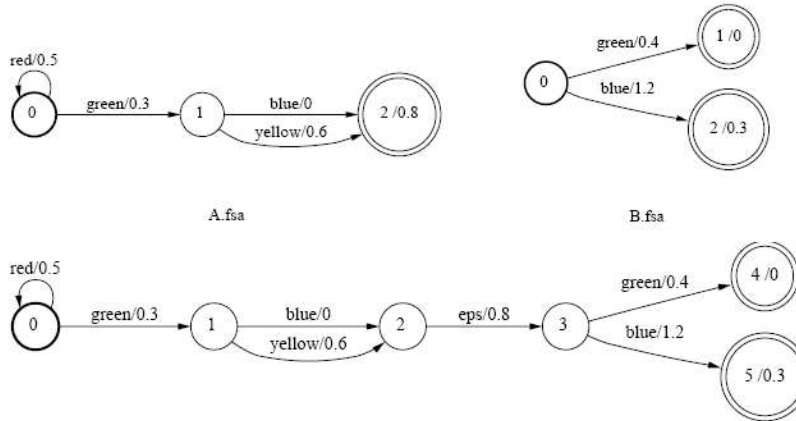 red/0.5
0
green/0.3
1
blue/0
yellow/0.6
2 /0.8
0
green/0.4
1 /0
blue/1.2
2 /0.3
A.fsa
B.fsa
red/0.5
0
green/0.3
1
blue/0
yellow/0.6
2
eps/0.8
3
green/0.4
4 /0
blue/1.2
5 /0.3